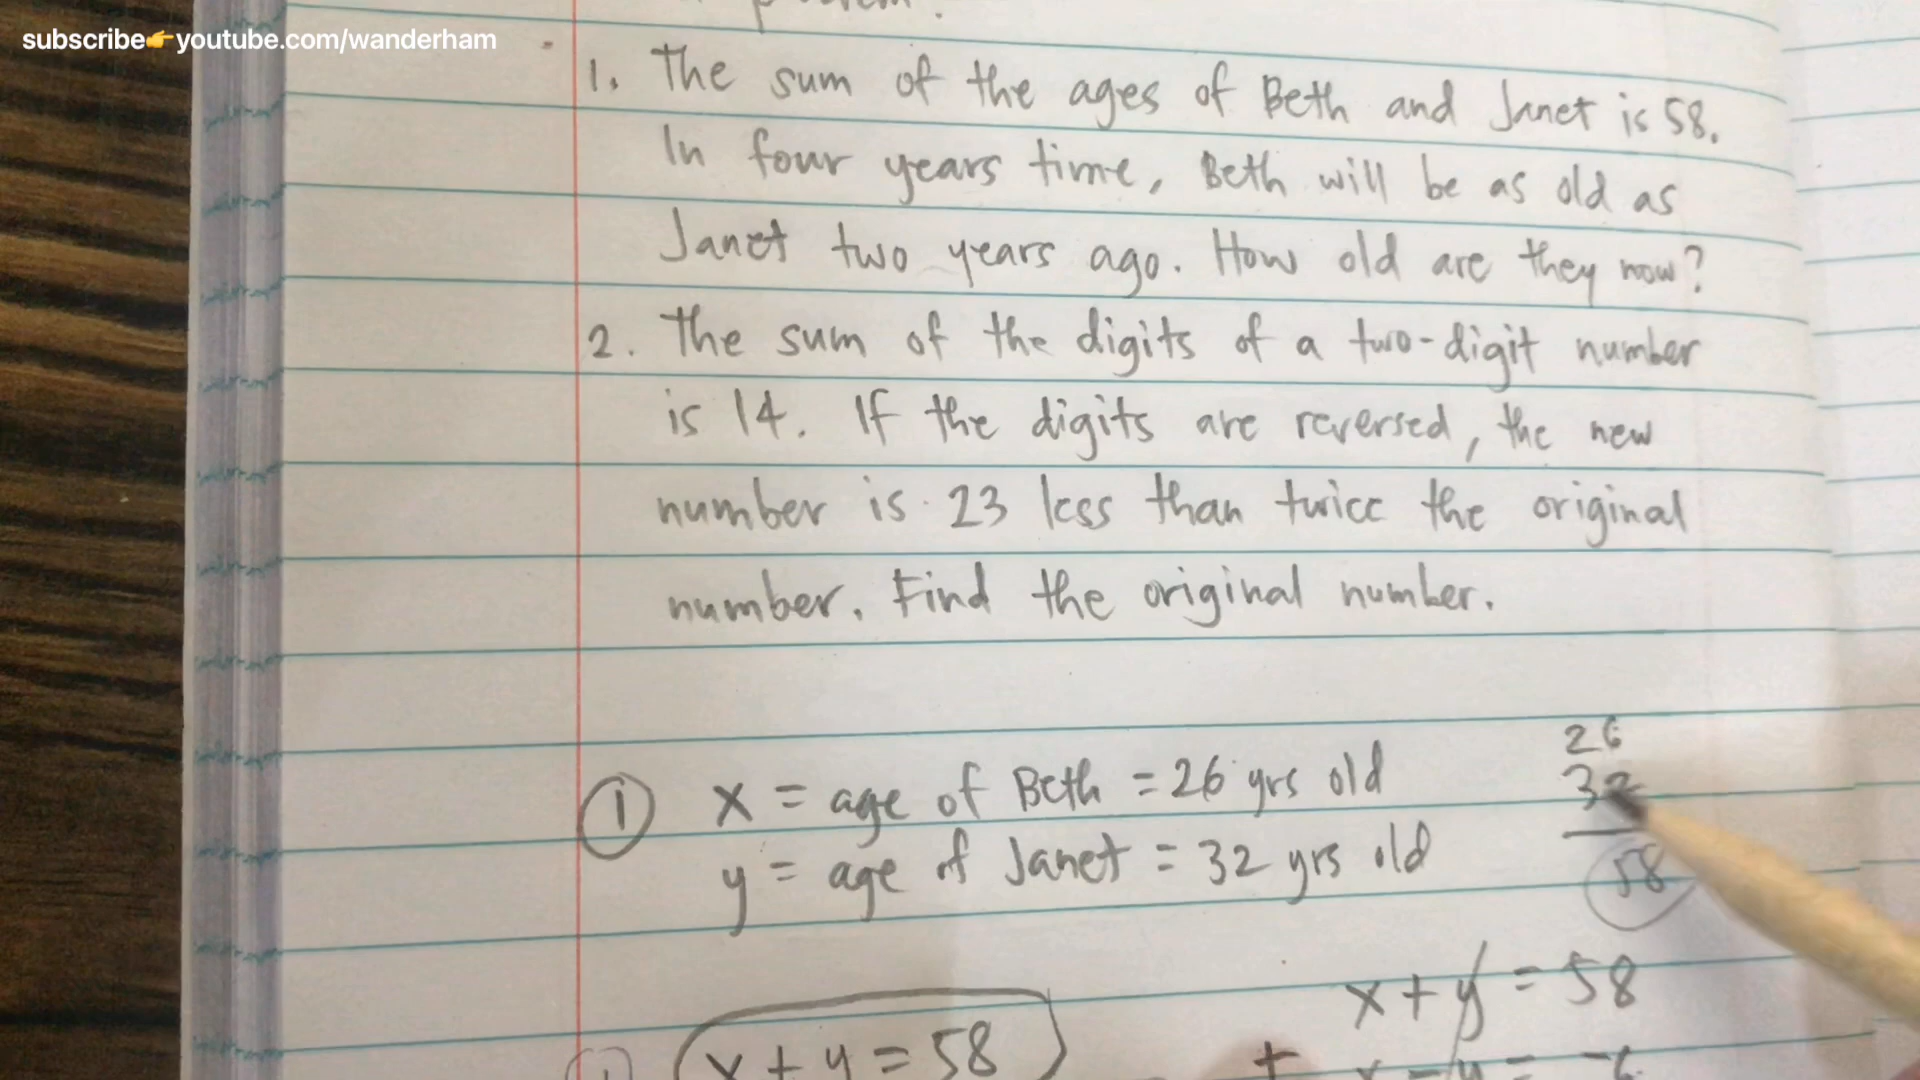 subscribe👉youtube.com/wanderham
1. The sum of the ages of Beth and Janet is 58.
In four years time, Beth will be as old as
Janet two years ago. How old are they now?
2. The sum of the digits of a two-digit number
is 14. If the digits are reversed, the new
number is 23 less than twice the original
number. Find the original number.
26
32
58
① x = age of Beth = 26 yrs old
y = age of Janet = 32 yrs old
x + y = 58
x + y = 58
+ x - y = -6